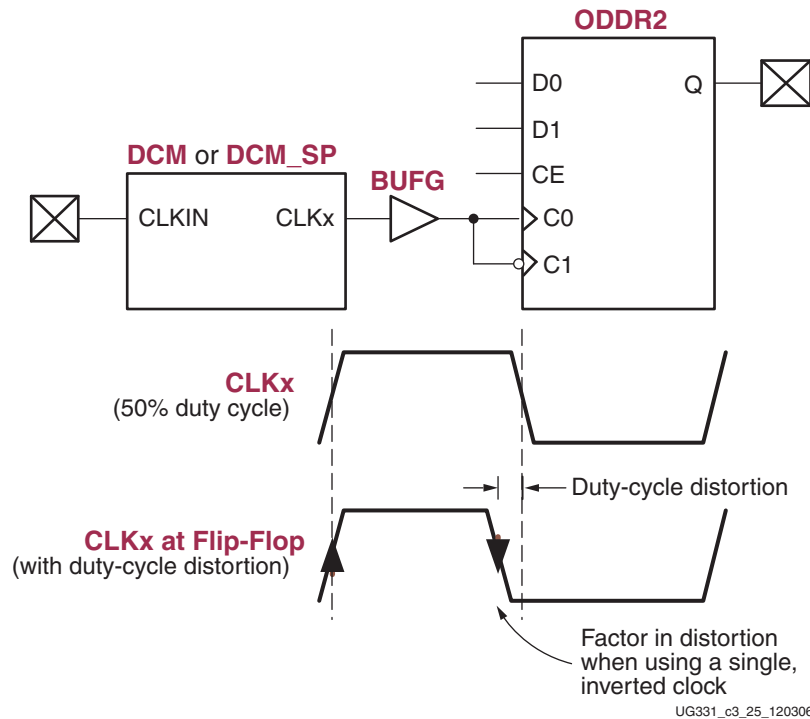 ODDR2
D0
Q
D1
DCM or DCM_SP
BUFG
CE
CLKIN
CLKx
C0
C1
CLKx
(50% duty cycle)
Duty-cycle distortion
CLKx at Flip-Flop
(with duty-cycle distortion)
Factor in distortion
when using a single,
inverted clock
UG331_c3_25_120306